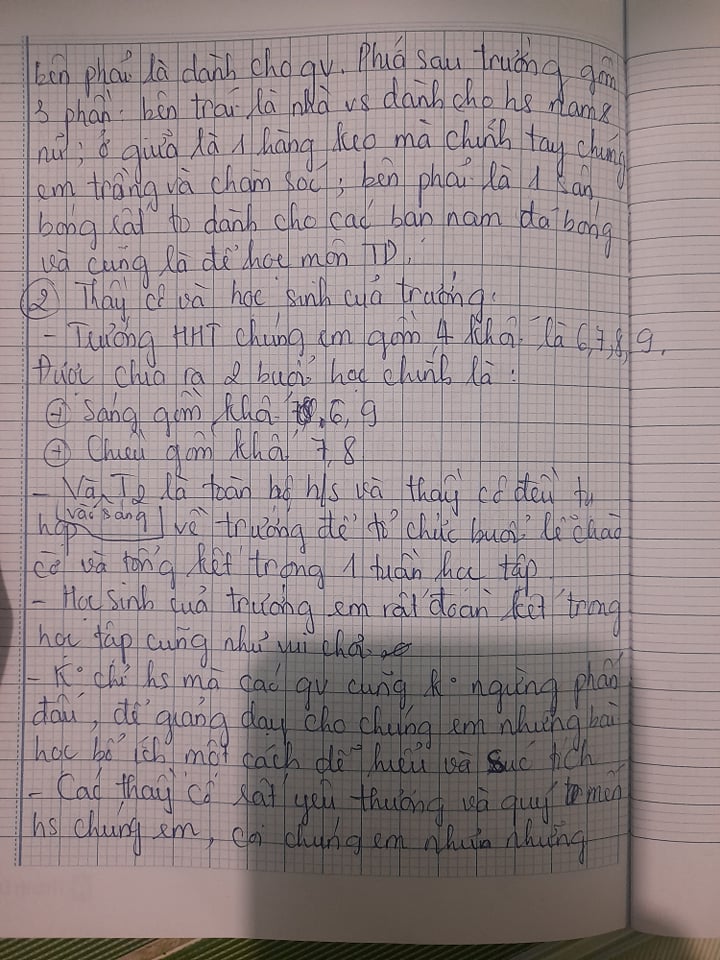 bên phải là dành cho gv. Phiá sau trường gồm
3 phần: bên trái là nhà vs dành cho hs nam &
nữ; ở giữa là 1 hàng keo mà chính tay chúng
em trồng và chăm sóc; bên phải là 1 sân
bóng rất to dành cho các bạn nam đá bóng
và cũng là để học môn TD.
② Thầy cô và học sinh của trường:
- Trường HHT chúng em gồm 4 khối là 6,7,8,9.
Được chia ra 2 buổi học chính là:
+ Sáng gồm khối 6, 9
+ Chiều gồm khối 7, 8
- Và T2 là toàn bộ h/s và thầy cô đều tụ
họp (vào sáng) về trường để tổ chức buổi lễ chào
cờ và tổng kết trong 1 tuần học tập.
- Học sinh của trường em rất đoàn kết trong
học tập cũng như vui chơi.
- K° chỉ hs mà các gv cũng k° ngừng phấn
đấu, để giảng dạy cho chúng em những bài
học bổ ích một cách dễ hiểu và súc tích
- Các thầy cô rất yêu thương và quý mến
hs chúng em, coi chúng em như những